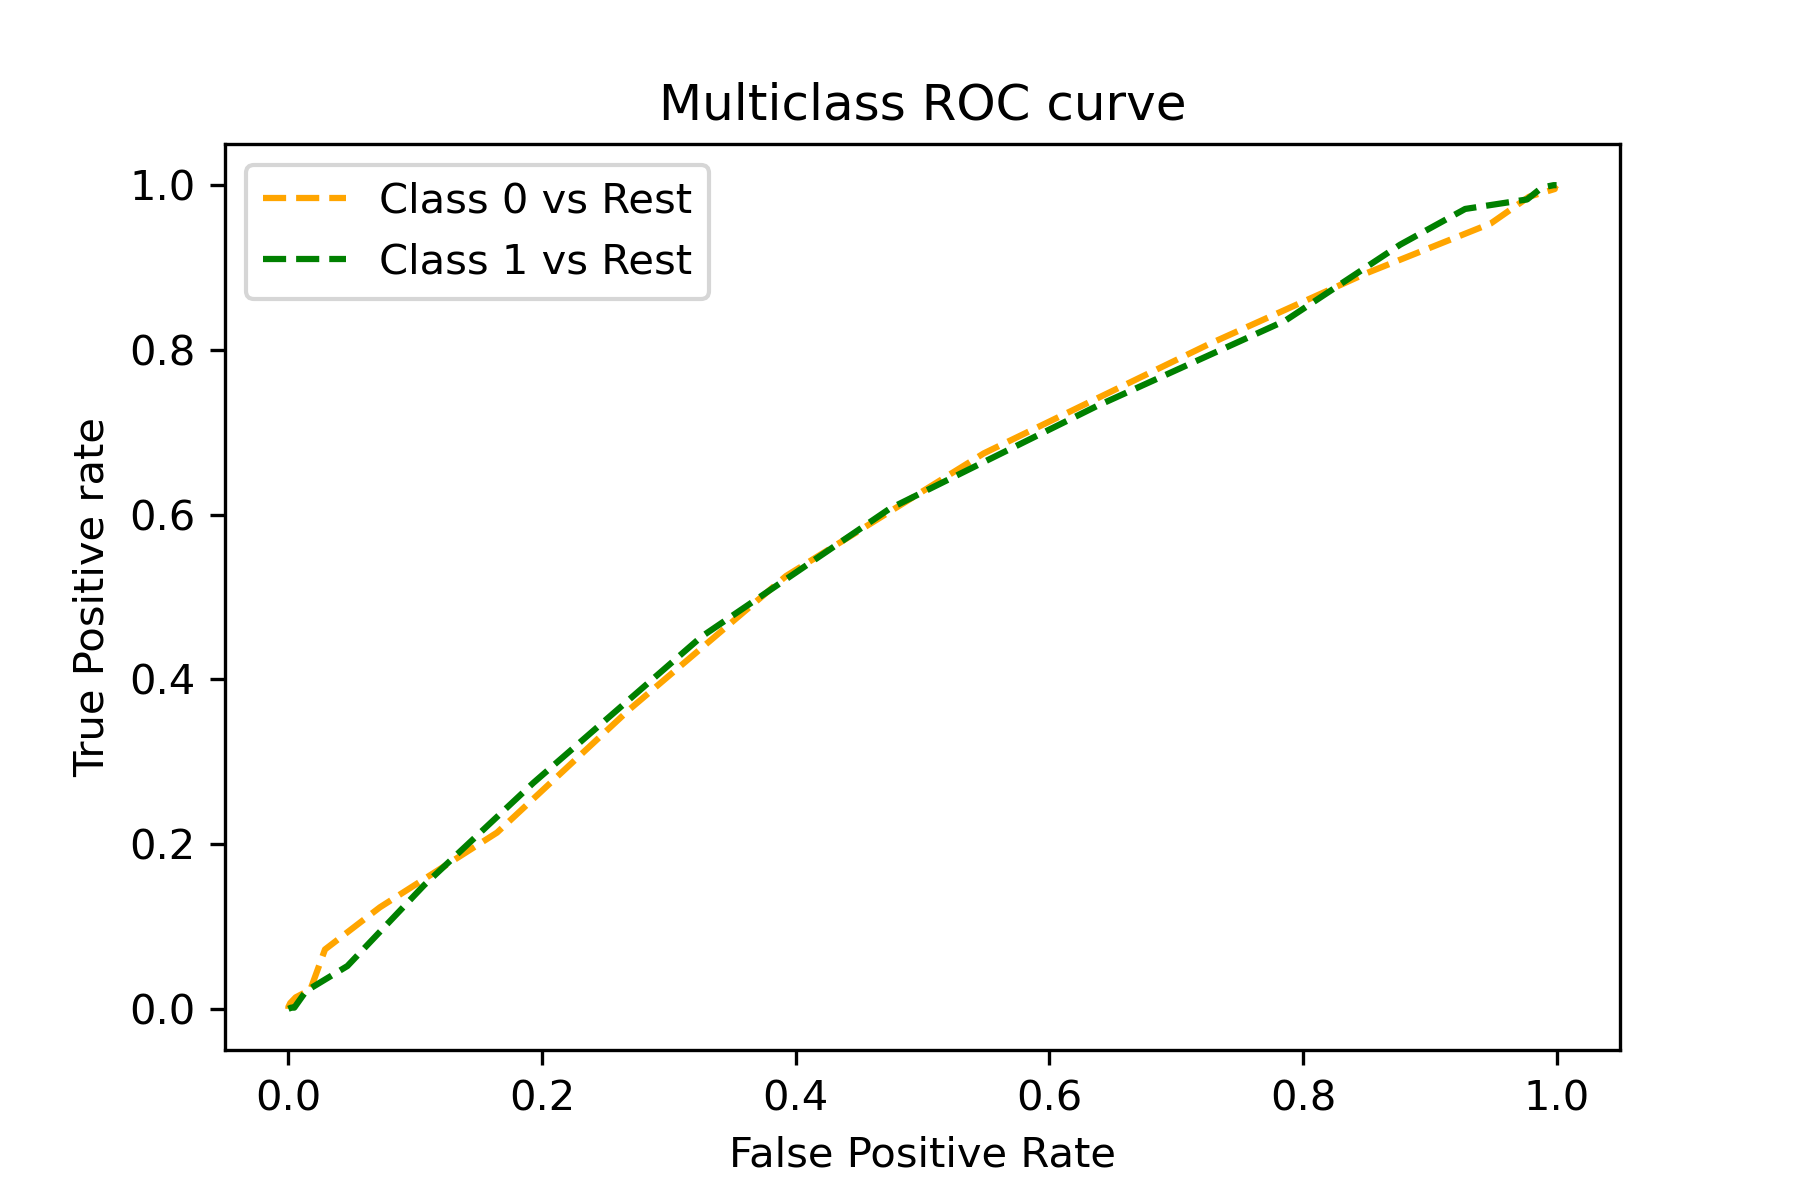 Multiclass ROC curve
Class 0 vs Rest
Class 1 vs Rest
True Positive rate
1.0
0.8
0.6
0.4
0.2
0.0
0.0 0.2 0.4 0.6 0.8 1.0
False Positive Rate